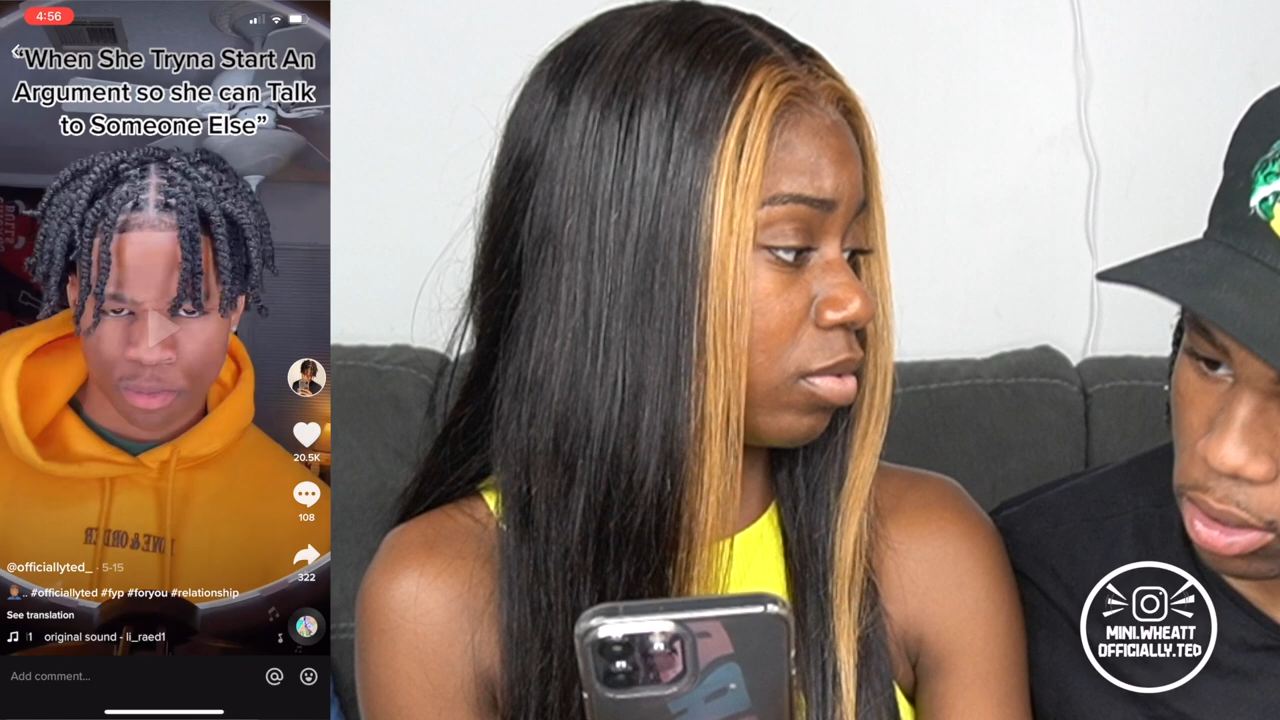 4:56
“When She Tryna Start An
Argument so she can Talk
to Someone Else”
20.5K
108
322
@officiallyted_ · 5-15
.. #officiallyted #fyp #foryou #relationship
See translation
original sound - li_raed1
Add comment...
MINI.WHEATT
OFFICIALLY.TED